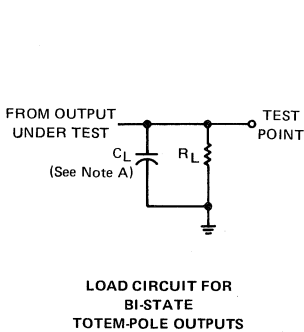 FROM OUTPUT
UNDER TEST
TEST
POINT
CL
(See Note A)
RL
LOAD CIRCUIT FOR
BI-STATE
TOTEM-POLE OUTPUTS